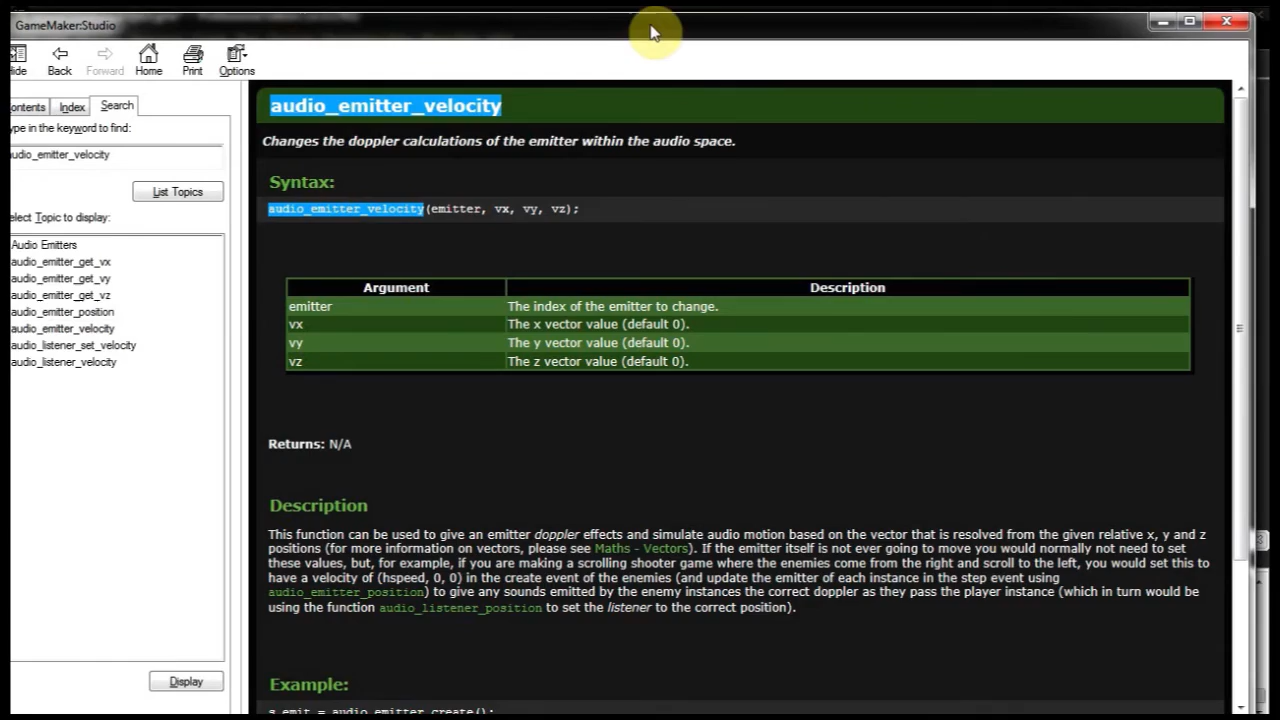 GameMaker:Studio
Hide Back Forward Home Print Options
ontents Index Search
ype in the keyword to find:
audio_emitter_velocity
List Topics
elect Topic to display:
Audio Emitters
audio_emitter_get_vx
audio_emitter_get_vy
audio_emitter_get_vz
audio_emitter_position
audio_emitter_velocity
audio_listener_set_velocity
audio_listener_velocity
Display
audio_emitter_velocity
Changes the doppler calculations of the emitter within the audio space.
Syntax:
audio_emitter_velocity(emitter, vx, vy, vz);
Argument Description
emitter The index of the emitter to change.
vx The x vector value (default 0).
vy The y vector value (default 0).
vz The z vector value (default 0).
Returns: N/A
Description
This function can be used to give an emitter doppler effects and simulate audio motion based on the vector that is resolved from the given relative x, y and z
positions (for more information on vectors, please see Maths - Vectors). If the emitter itself is not ever going to move you would normally not need to set
these values, but, for example, if you are making a scrolling shooter game where the enemies come from the right and scroll to the left, you would set this to
have a velocity of (hspeed, 0, 0) in the create event of the enemies (and update the emitter of each instance in the step event using
audio_emitter_position) to give any sounds emitted by the enemy instances the correct doppler as they pass the player instance (which in turn would be
using the function audio_listener_position to set the listener to the correct position).
Example:
s_emit = audio_emitter_create();